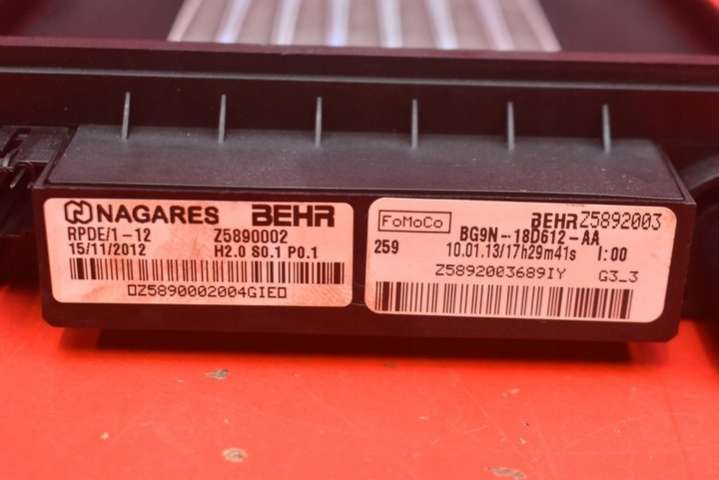 NAGARES BEHR
RPDE/1-12 Z5890002
15/11/2012 H2.0 S0.1 P0.1
□Z5890002004GIE□
FoMoCo BEHR Z5892003
BG9N-18D612-AA
259 10.01.13/17h29m41s I:00
Z5892003689IY G3_3